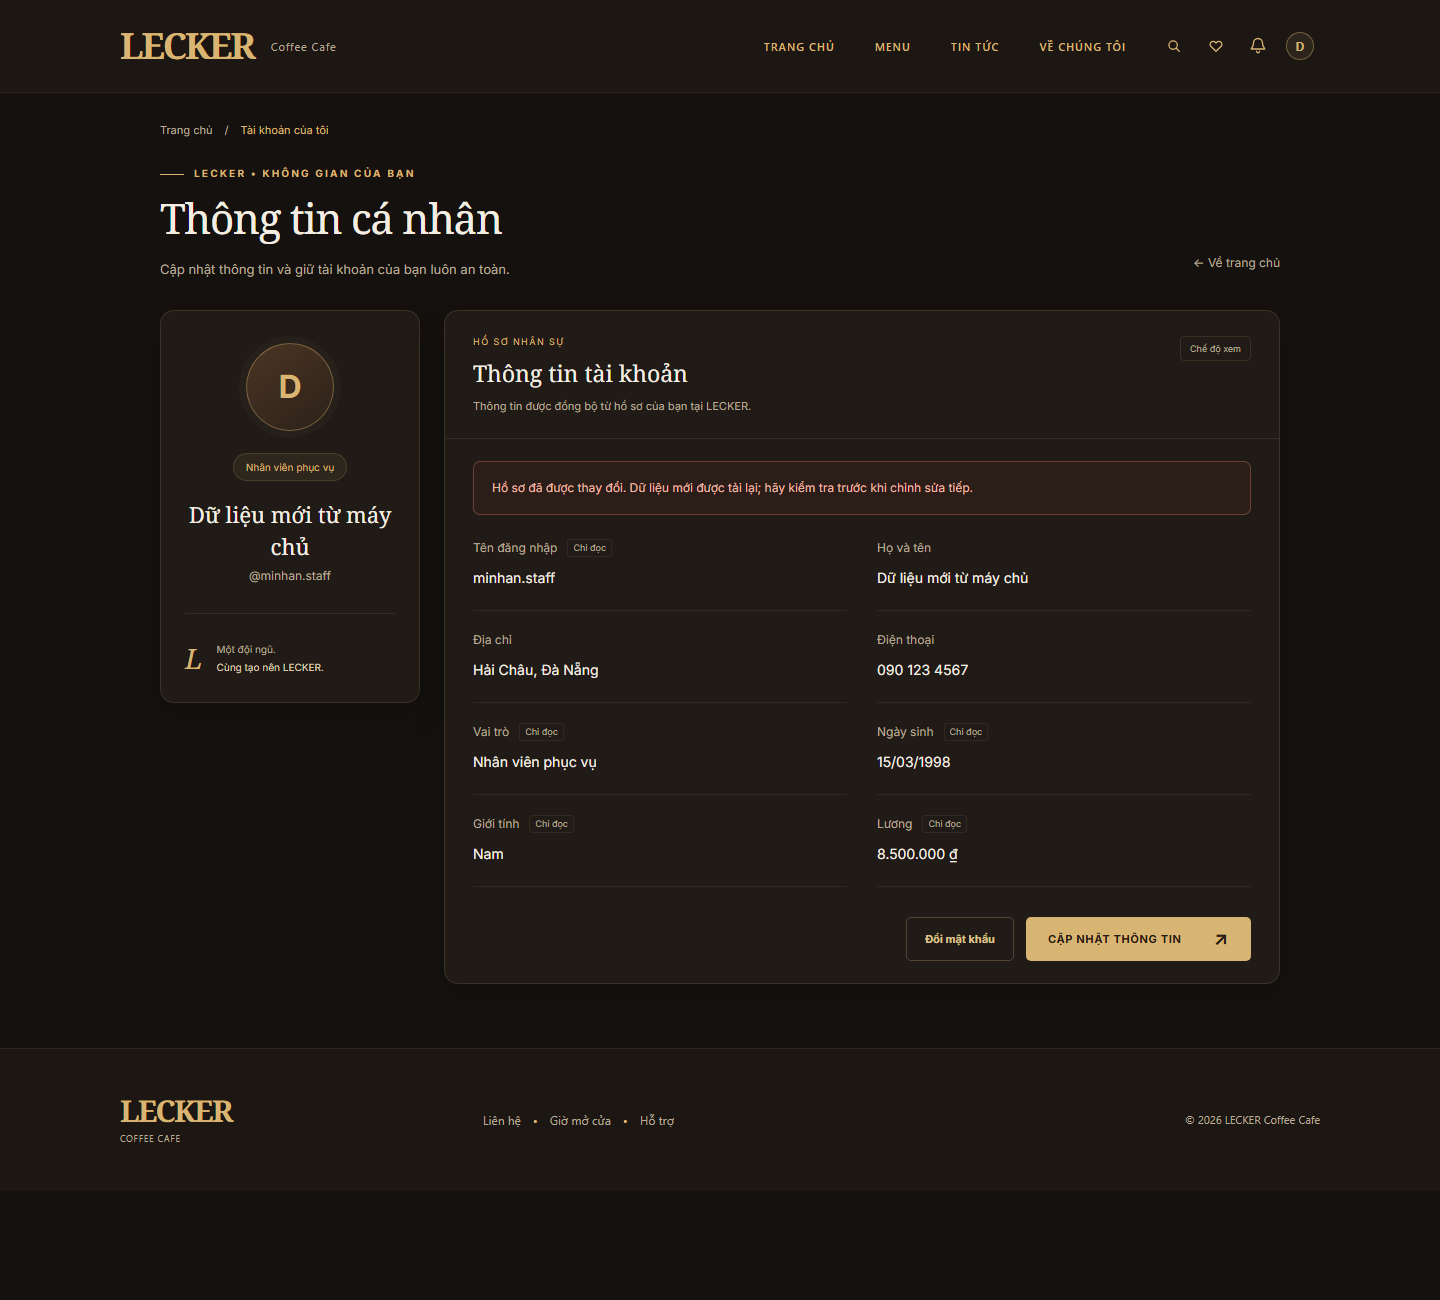 LECKER Coffee Cafe TRANG CHỦ MENU TIN TỨC VỀ CHÚNG TÔI D
Trang chủ / Tài khoản của tôi
LECKER • KHÔNG GIAN CỦA BẠN
Thông tin cá nhân
Cập nhật thông tin và giữ tài khoản của bạn luôn an toàn.
← Về trang chủ
D
Nhân viên phục vụ
Dữ liệu mới từ máy
chủ
@minhan.staff
L
Một đội ngũ.
Cùng tạo nên LECKER.
HỒ SƠ NHÂN SỰ
Chế độ xem
Thông tin tài khoản
Thông tin được đồng bộ từ hồ sơ của bạn tại LECKER.
Hồ sơ đã được thay đổi. Dữ liệu mới được tải lại; hãy kiểm tra trước khi chỉnh sửa tiếp.
Tên đăng nhập Chỉ đọc
minhan.staff
Họ và tên
Dữ liệu mới từ máy chủ
Địa chỉ
Hải Châu, Đà Nẵng
Điện thoại
090 123 4567
Vai trò Chỉ đọc
Nhân viên phục vụ
Ngày sinh Chỉ đọc
15/03/1998
Giới tính Chỉ đọc
Nam
Lương Chỉ đọc
8.500.000 ₫
Đổi mật khẩu
CẬP NHẬT THÔNG TIN
LECKER
COFFEE CAFE
Liên hệ • Giờ mở cửa • Hỗ trợ
© 2026 LECKER Coffee Cafe